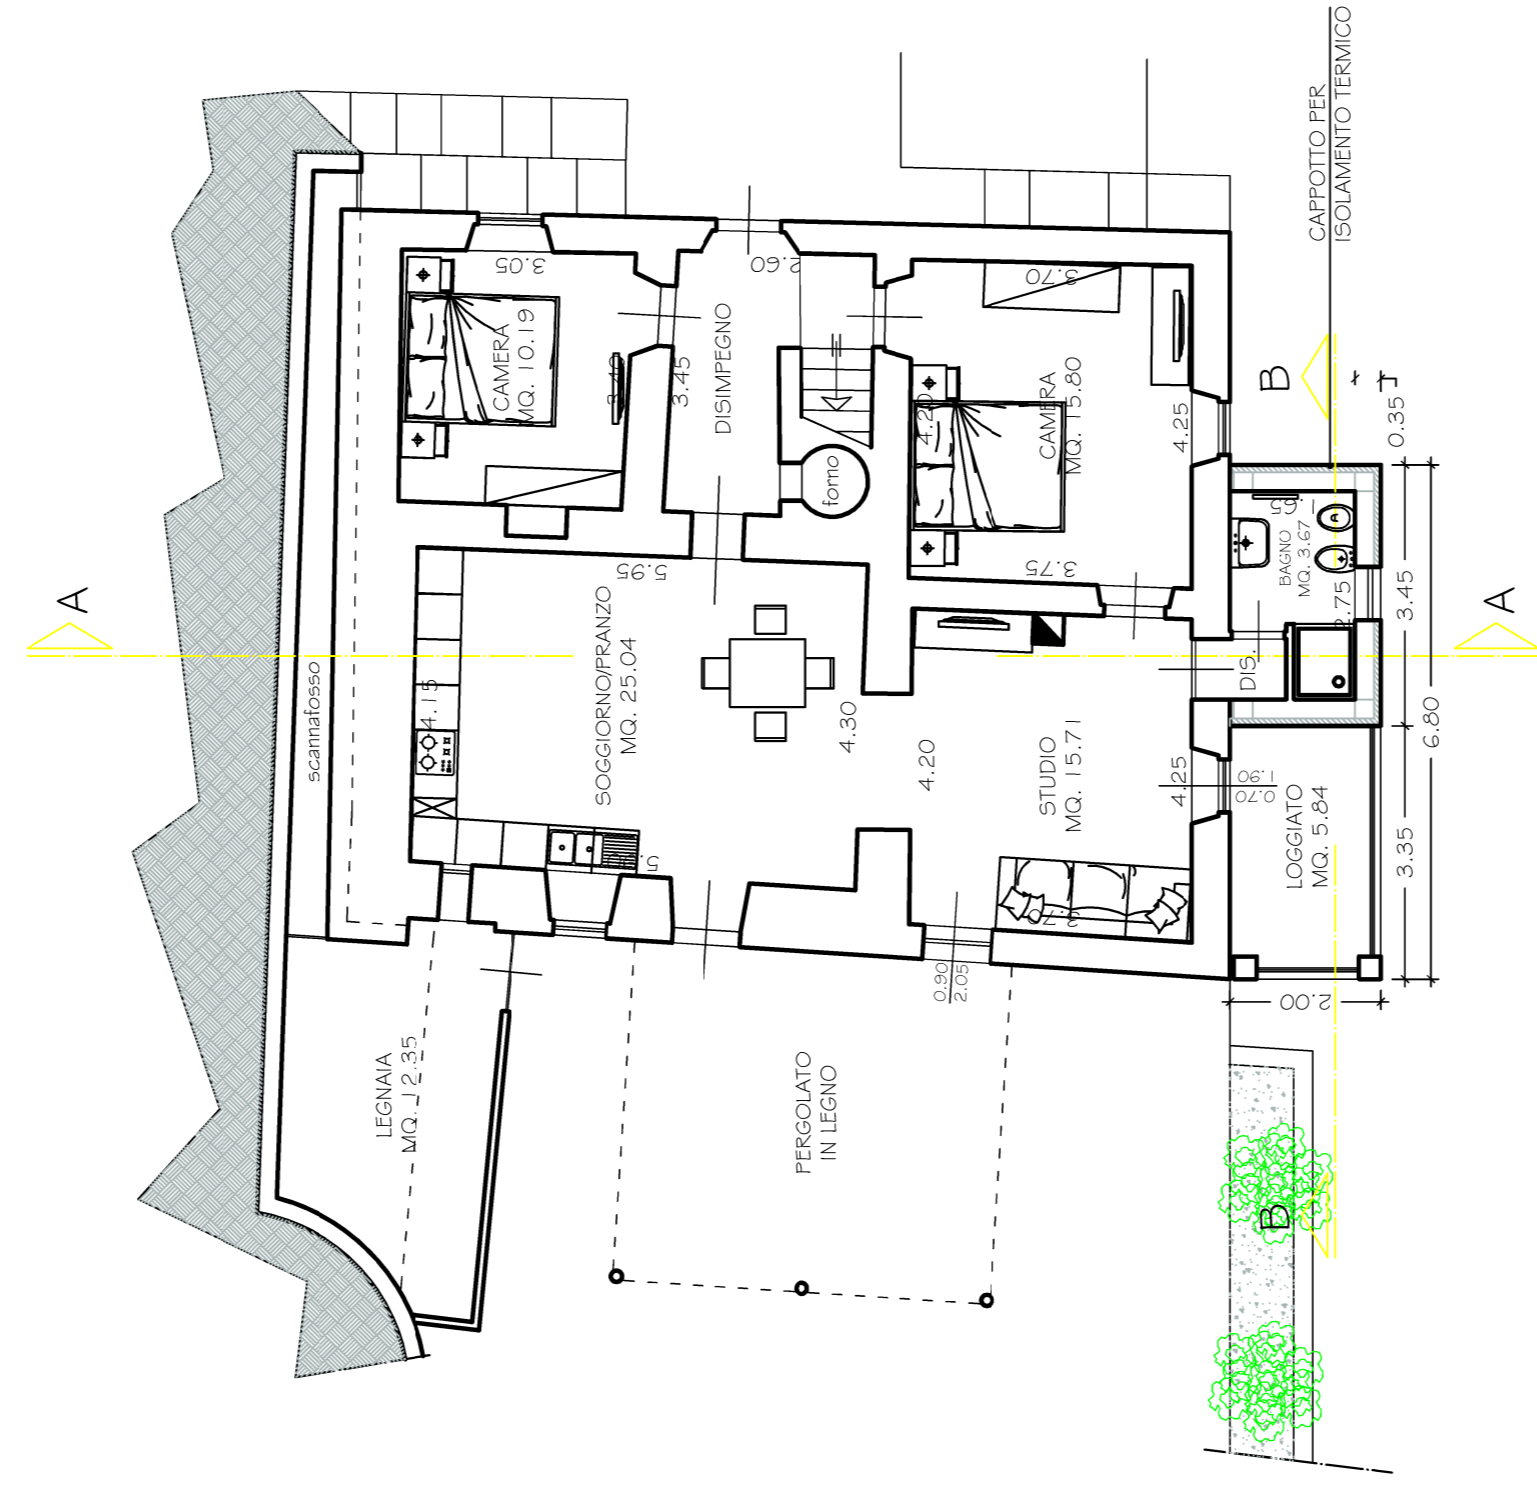 A
scannafosso
CAMERA
MQ. 10.19
3.05
3.40
3.45
DISIMPEGNO
2.60
forno
3.70
CAMERA
MQ. 15.80
4.20
4.25
3.75
CAPPOTTO PER
ISOLAMENTO TERMICO
B
0.35
SOGGIORNO/PRANZO
MQ. 25.04
5.95
4.15
4.30
4.20
STUDIO
MQ. 15.71
4.25
BAGNO
MQ. 3.67
DIS.
3.45
6.80
3.35
A
0.70
1.90
LOGGIATO
MQ. 5.84
2.00
0.90
2.05
LEGNAIA
MQ. 12.35
PERGOLATO
IN LEGNO
B